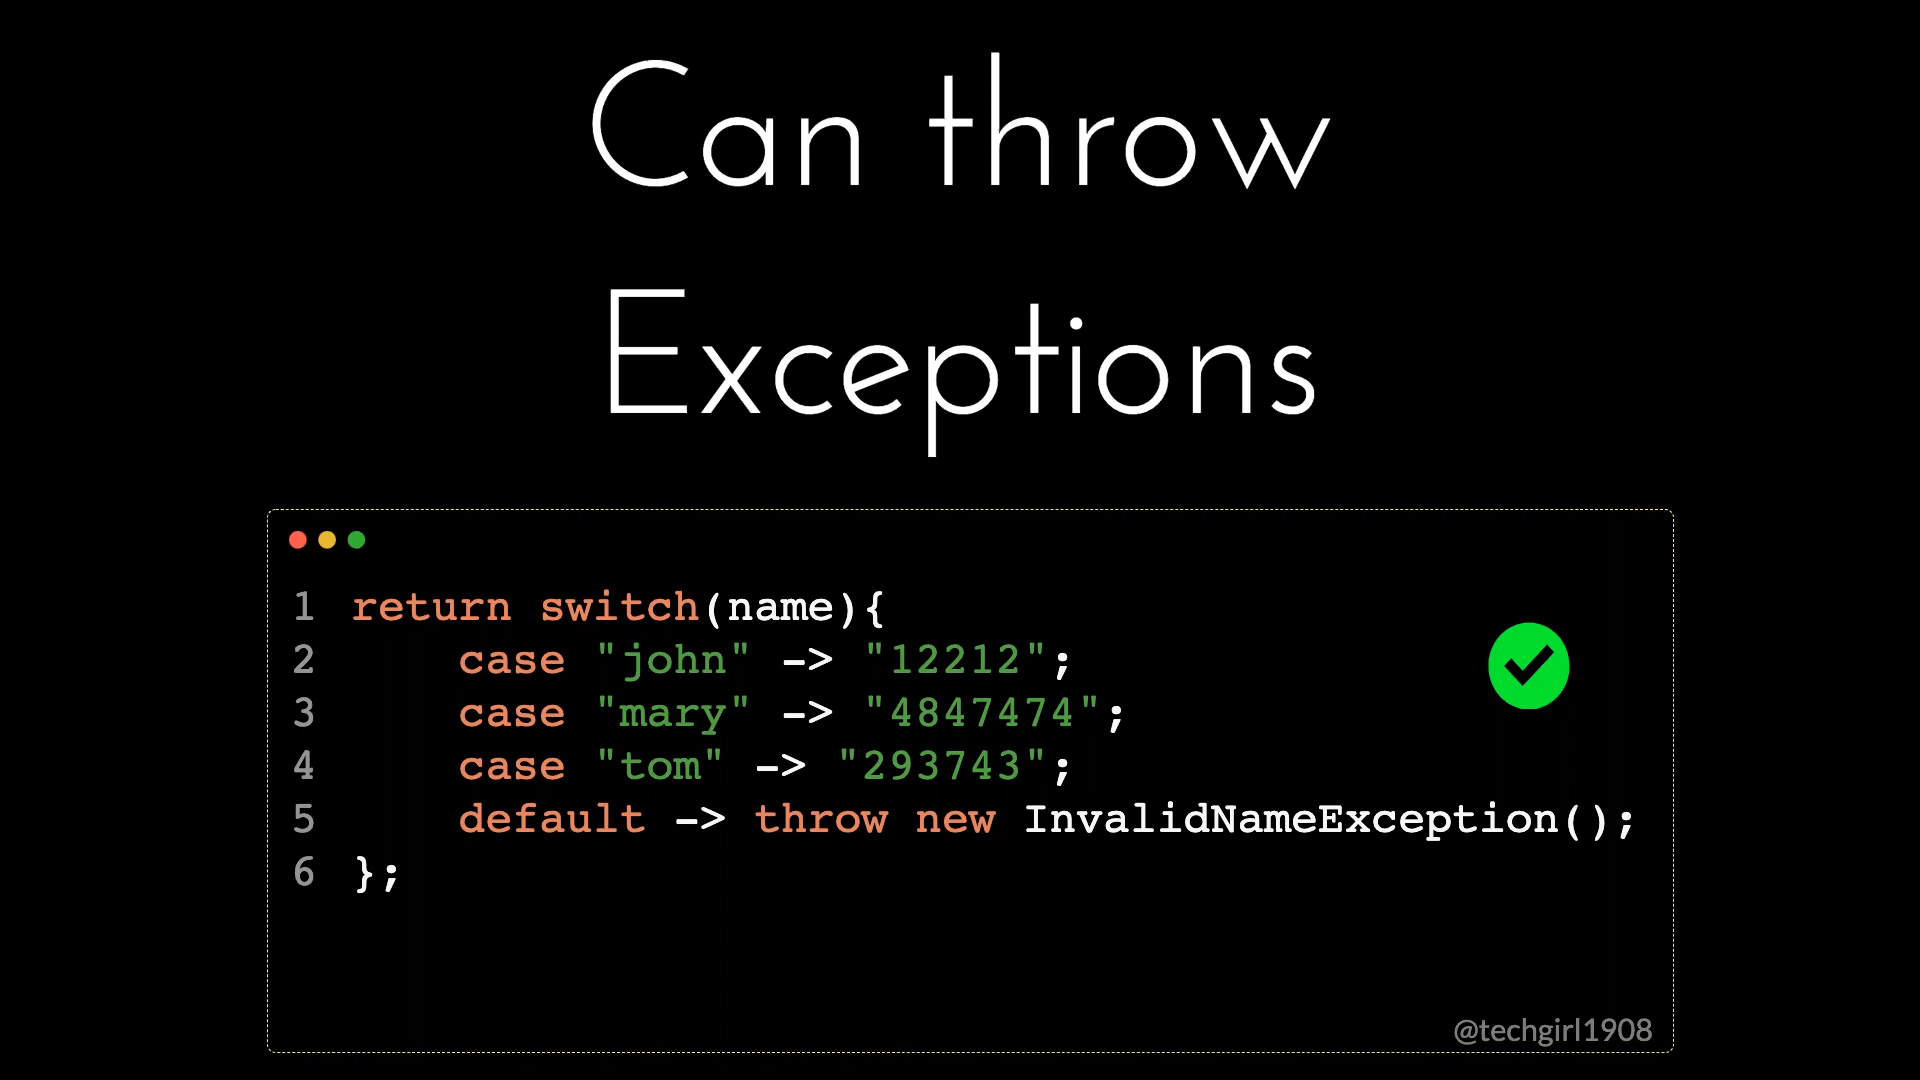 Can throw
Exceptions
1 return switch(name){
2 case "john" -> "12212";
3 case "mary" -> "4847474";
4 case "tom" -> "293743";
5 default -> throw new InvalidNameException();
6 };
@techgirl1908